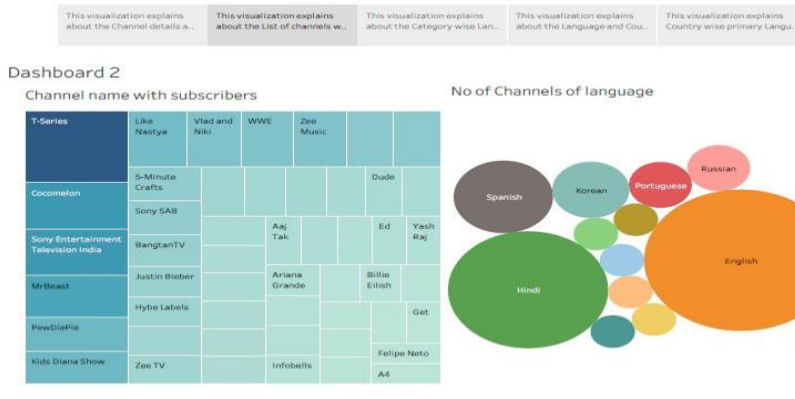 This visualization explains
about the Channel details a..
This visualization explains
about the List of channels w..
This visualization explains
about the Category wise Lan..
This visualization explains
about the Language and Cou..
This visualization explains
Country wise primary Langu..
Dashboard 2
Channel name with subscribers
T-Series
Cocomelon
Sony Entertainment
Television India
MrBeast
PewDiePie
Kids Diana Show
Like
Nastya
Vlad and
Niki
WWE
Zee
Music
5-Minute
Crafts
Sony SAB
BangtanTV
Justin Bieber
Hybe Labels
Zee TV
Dude
Aaj
Tak
Ed
Yash
Raj
Ariana
Grande
Billie
Eilish
Get
Felipe Neto
Infobells
A4
No of Channels of language
Spanish
Korean
Portuguese
Russian
Hindi
English